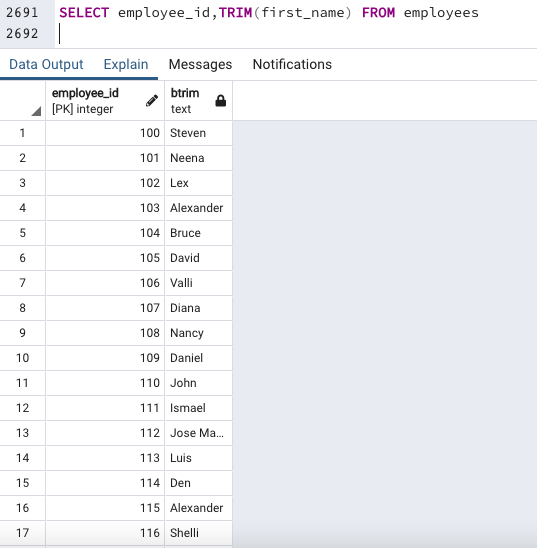 2691 SELECT employee_id,TRIM(first_name) FROM employees
2692
Data Output Explain Messages Notifications
employee_id btrim
[PK] integer text
1 100 Steven
2 101 Neena
3 102 Lex
4 103 Alexander
5 104 Bruce
6 105 David
7 106 Valli
8 107 Diana
9 108 Nancy
10 109 Daniel
11 110 John
12 111 Ismael
13 112 Jose Ma...
14 113 Luis
15 114 Den
16 115 Alexander
17 116 Shelli